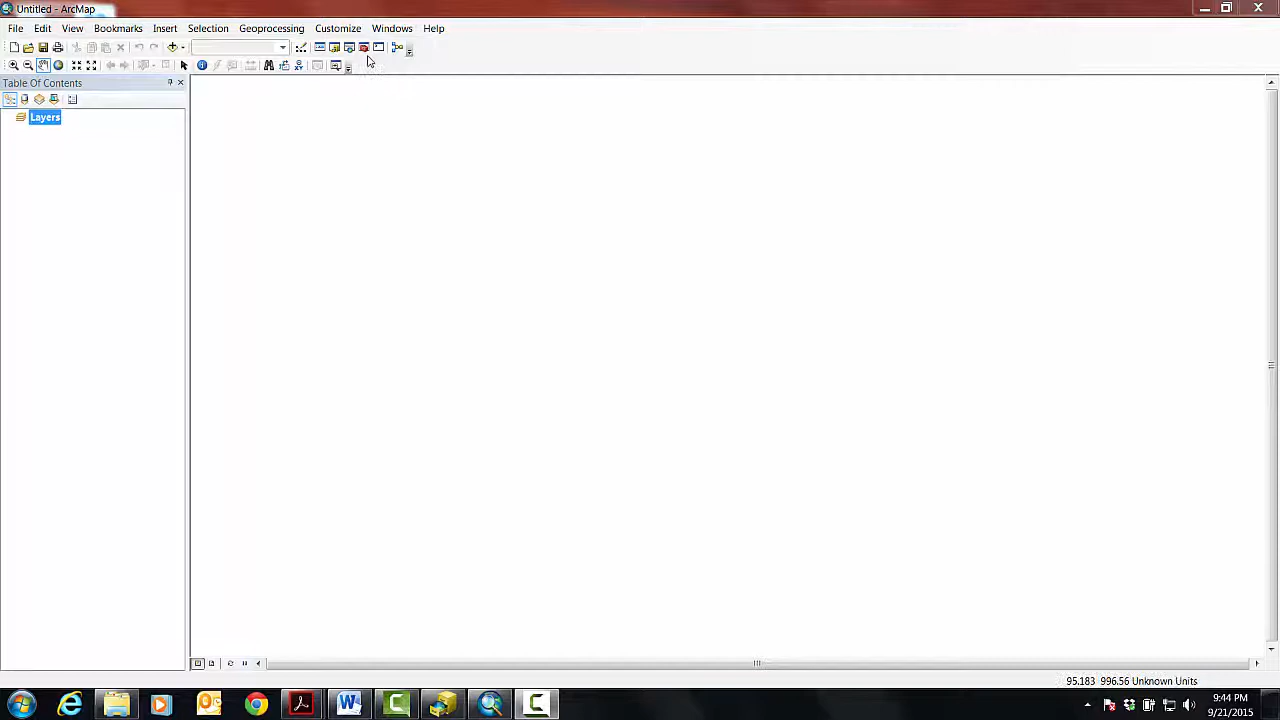 Untitled - ArcMap
File Edit View Bookmarks Insert Selection Geoprocessing Customize Windows Help
Table Of Contents
Layers
95.183 996.56 Unknown Units
9:44 PM
9/21/2015